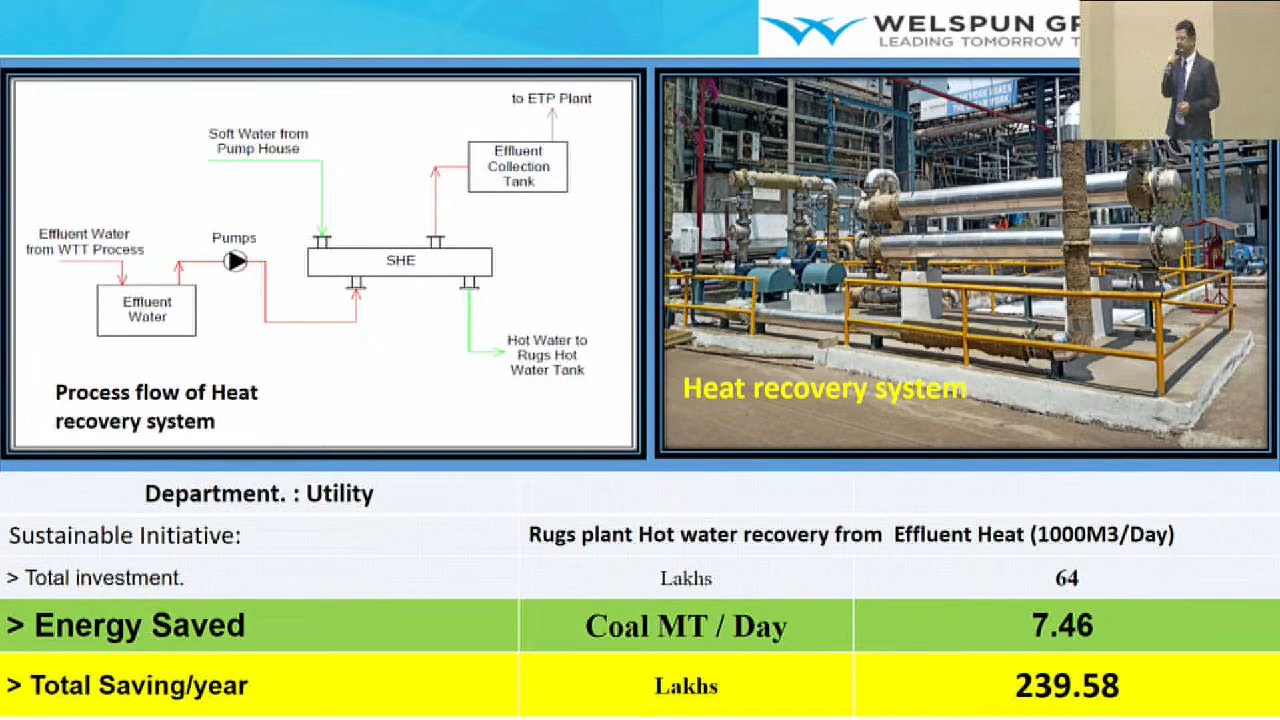 WELSPUN GR
LEADING TOMORROW T
to ETP Plant
Soft Water from
Pump House
Effluent
Collection
Tank
Effluent Water
from WTT Process
Pumps
SHE
Effluent
Water
Hot Water to
Rugs Hot
Water Tank
Process flow of Heat
recovery system
Heat recovery system
Department. : Utility
Sustainable Initiative: Rugs plant Hot water recovery from Effluent Heat (1000M3/Day)
> Total investment. Lakhs 64
> Energy Saved Coal MT / Day 7.46
> Total Saving/year Lakhs 239.58